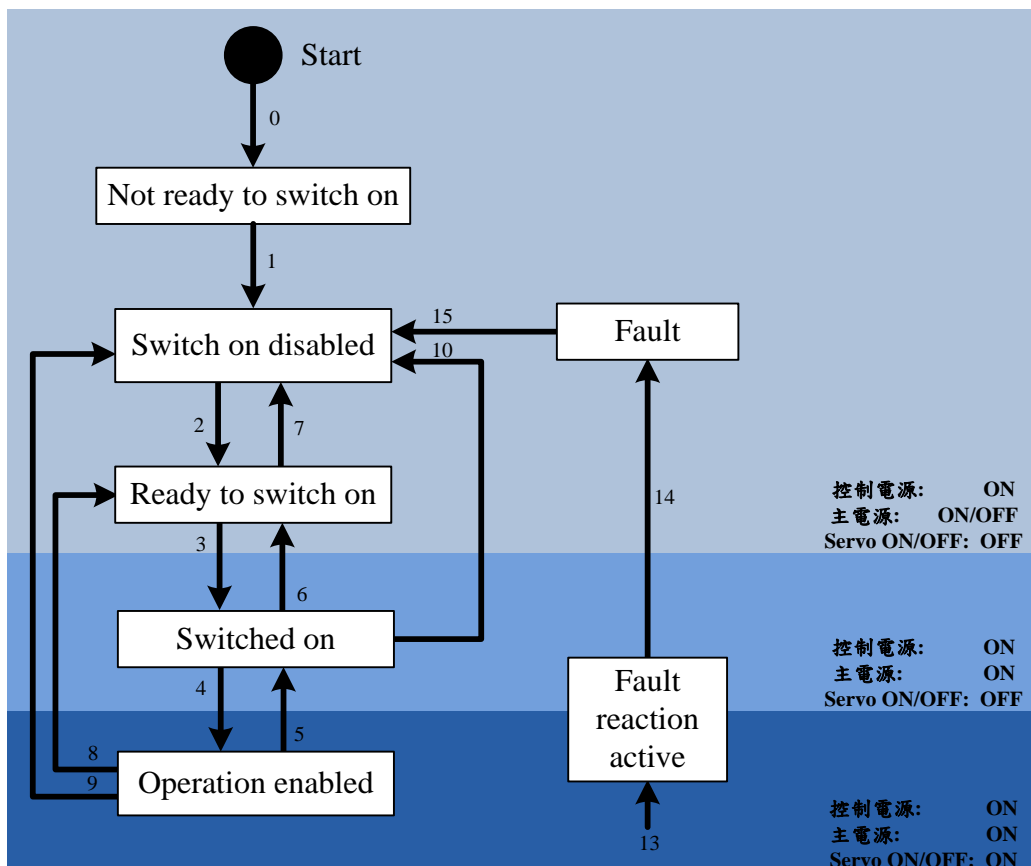 Start
0
Not ready to switch on
1
Switch on disabled
15
Fault
10
2
7
Ready to switch on
14
控制電源: ON
主電源: ON/OFF
Servo ON/OFF: OFF
3
6
Switched on
控制電源: ON
主電源: ON
Servo ON/OFF: OFF
4
5
Fault
reaction
active
8
9
Operation enabled
13
控制電源: ON
主電源: ON
Servo ON/OFF: ON